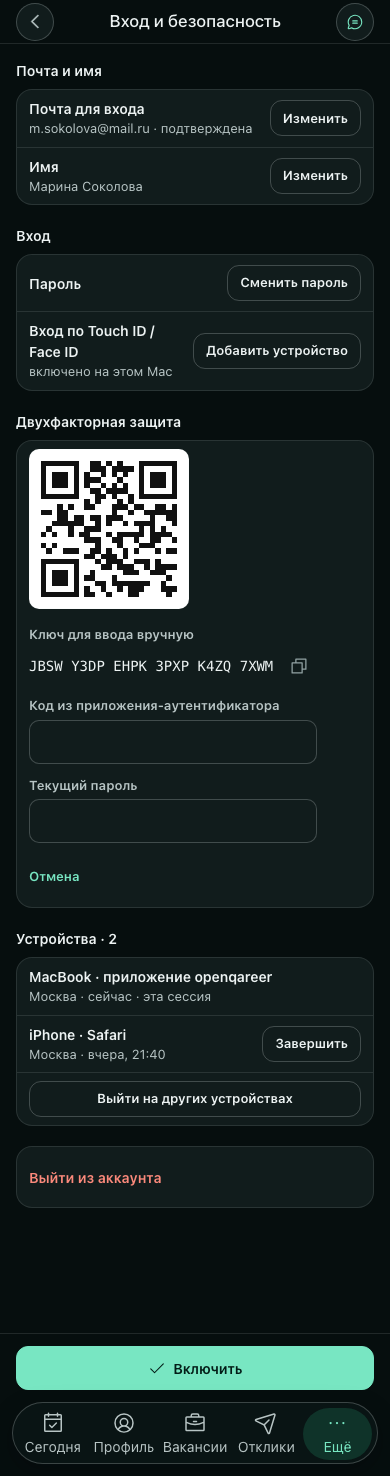 Вход и безопасность
Почта и имя
Почта для входа
m.sokolova@mail.ru · подтверждена
Изменить
Имя
Марина Соколова
Изменить
Вход
Пароль
Сменить пароль
Вход по Touch ID /
Face ID
включено на этом Mac
Добавить устройство
Двухфакторная защита
Ключ для ввода вручную
JBSW Y3DP EHPK 3PXP K4ZQ 7XWM
Код из приложения-аутентификатора
Текущий пароль
Отмена
Устройства · 2
MacBook · приложение openqareer
Москва · сейчас · эта сессия
iPhone · Safari
Москва · вчера, 21:40
Завершить
Выйти на других устройствах
Выйти из аккаунта
Включить
Сегодня
Профиль
Вакансии
Отклики
Ещё